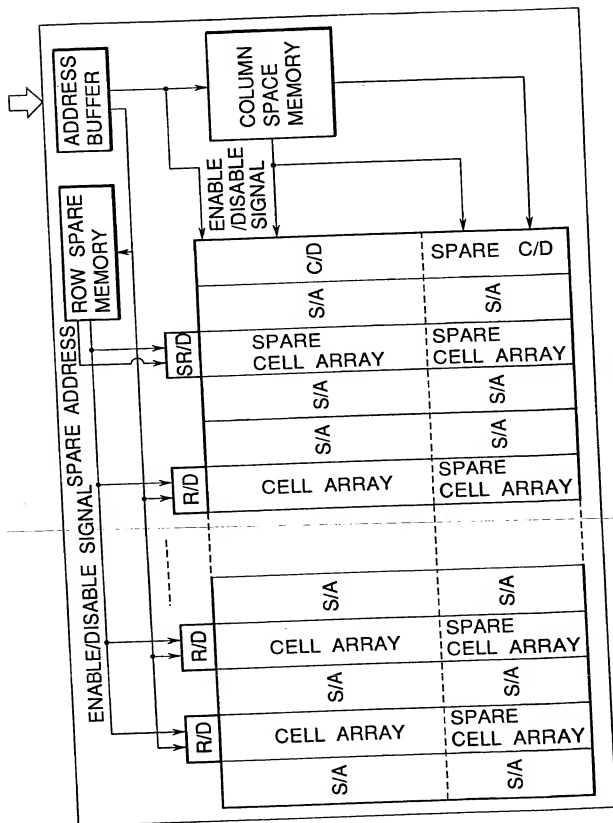 ADDRESS
BUFFER
ROW SPARE
MEMORY
COLUMN
SPACE
MEMORY
ENABLE
/DISABLE
SIGNAL
SPARE ADDRESS
ENABLE/DISABLE SIGNAL
C/D
SPARE C/D
S/A
S/A
SR/D
SPARE
CELL ARRAY
SPARE
CELL ARRAY
S/A
S/A
S/A
S/A
R/D
CELL ARRAY
SPARE
CELL ARRAY
S/A
S/A
R/D
CELL ARRAY
SPARE
CELL ARRAY
S/A
S/A
R/D
CELL ARRAY
SPARE
CELL ARRAY
S/A
S/A